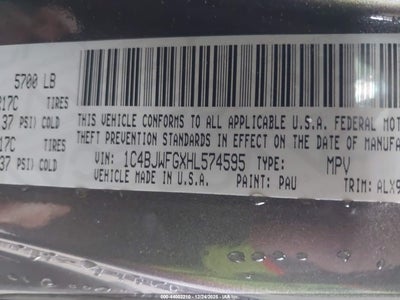 5700 LB
217C TIRES
37 PSI) COLD
17C TIRES
37 PSI) COLD
THIS VEHICLE CONFORMS TO ALL APPLICABLE U.S.A. FEDERAL MOT
THEFT PREVENTION STANDARDS IN EFFECT ON THE DATE OF MANUFA
VIN: 1C4BJWFGXHL574595 TYPE: MPV
VEHICLE MADE IN U.S.A. PAINT: PAU TRIM: ALX9